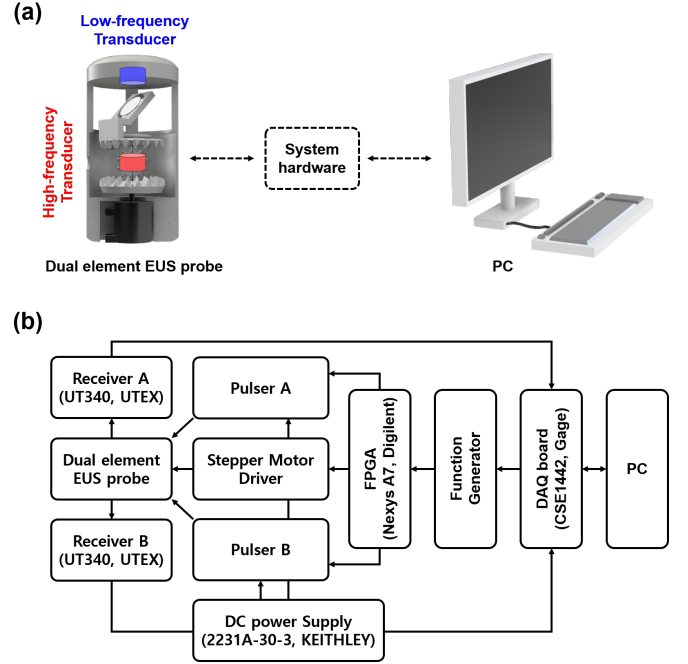 (a)
Low-frequency
Transducer
High-frequency
Transducer
System
hardware
Dual element EUS probe
PC
(b)
Receiver A
(UT340, UTEX)
Pulser A
Dual element
EUS probe
Stepper Motor
Driver
FPGA
(Nexys A7, Digilent)
Function
Generator
DAQ board
(CSE1442, Gage)
PC
Receiver B
(UT340, UTEX)
Pulser B
DC power Supply
(2231A-30-3, KEITHLEY)